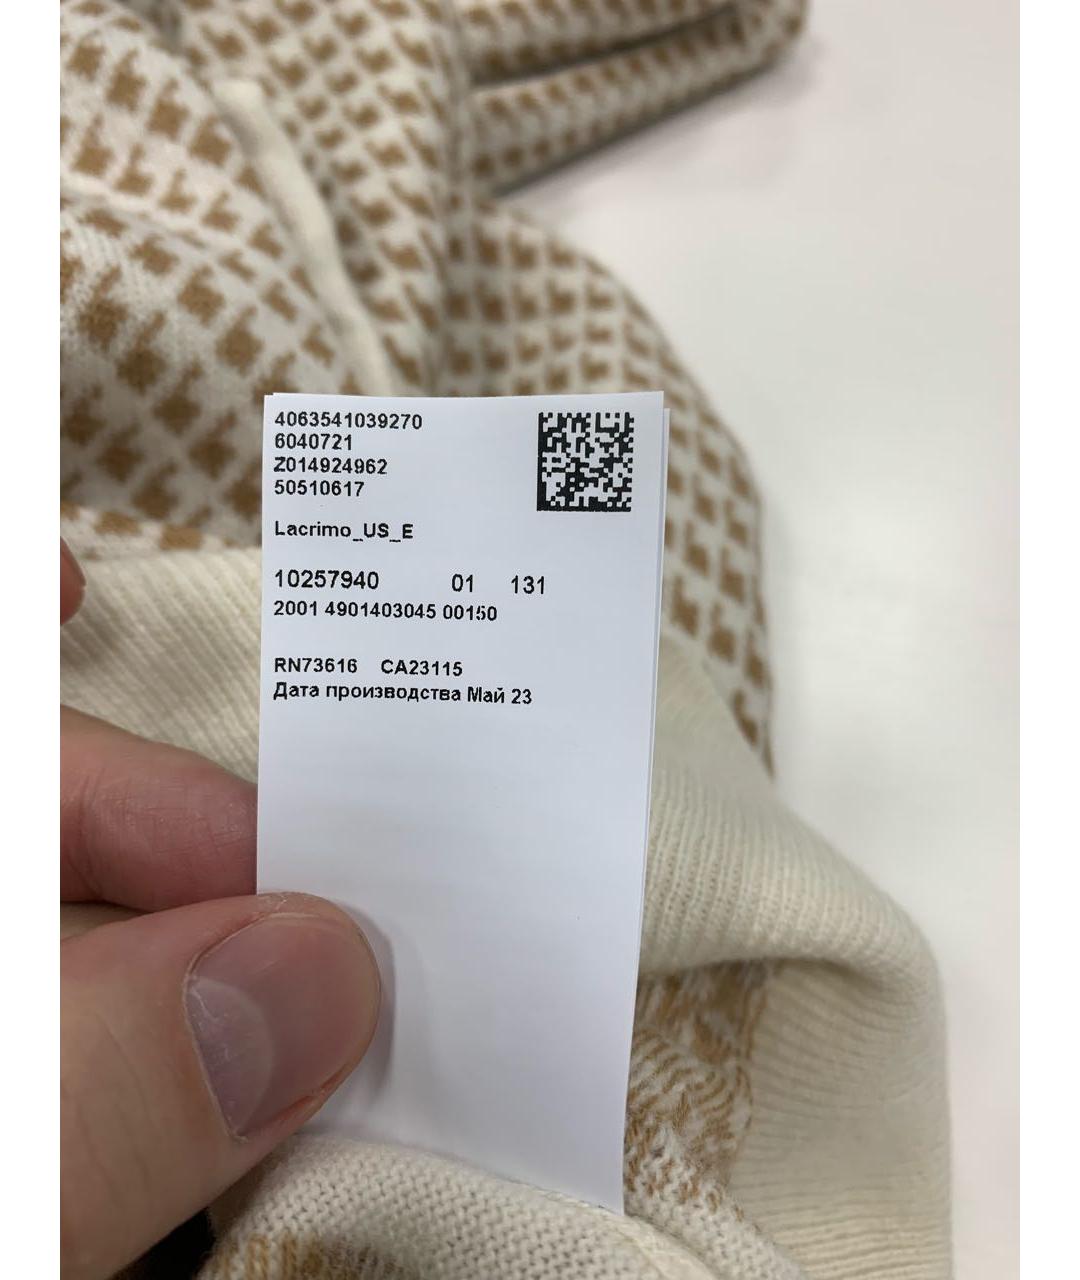 4063541039270
6040721
Z014924962
50510617
Lacrimo_US_E
10257940 01 131
2001 4901403045 00150
RN73616 CA23115
Дата производства Май 23